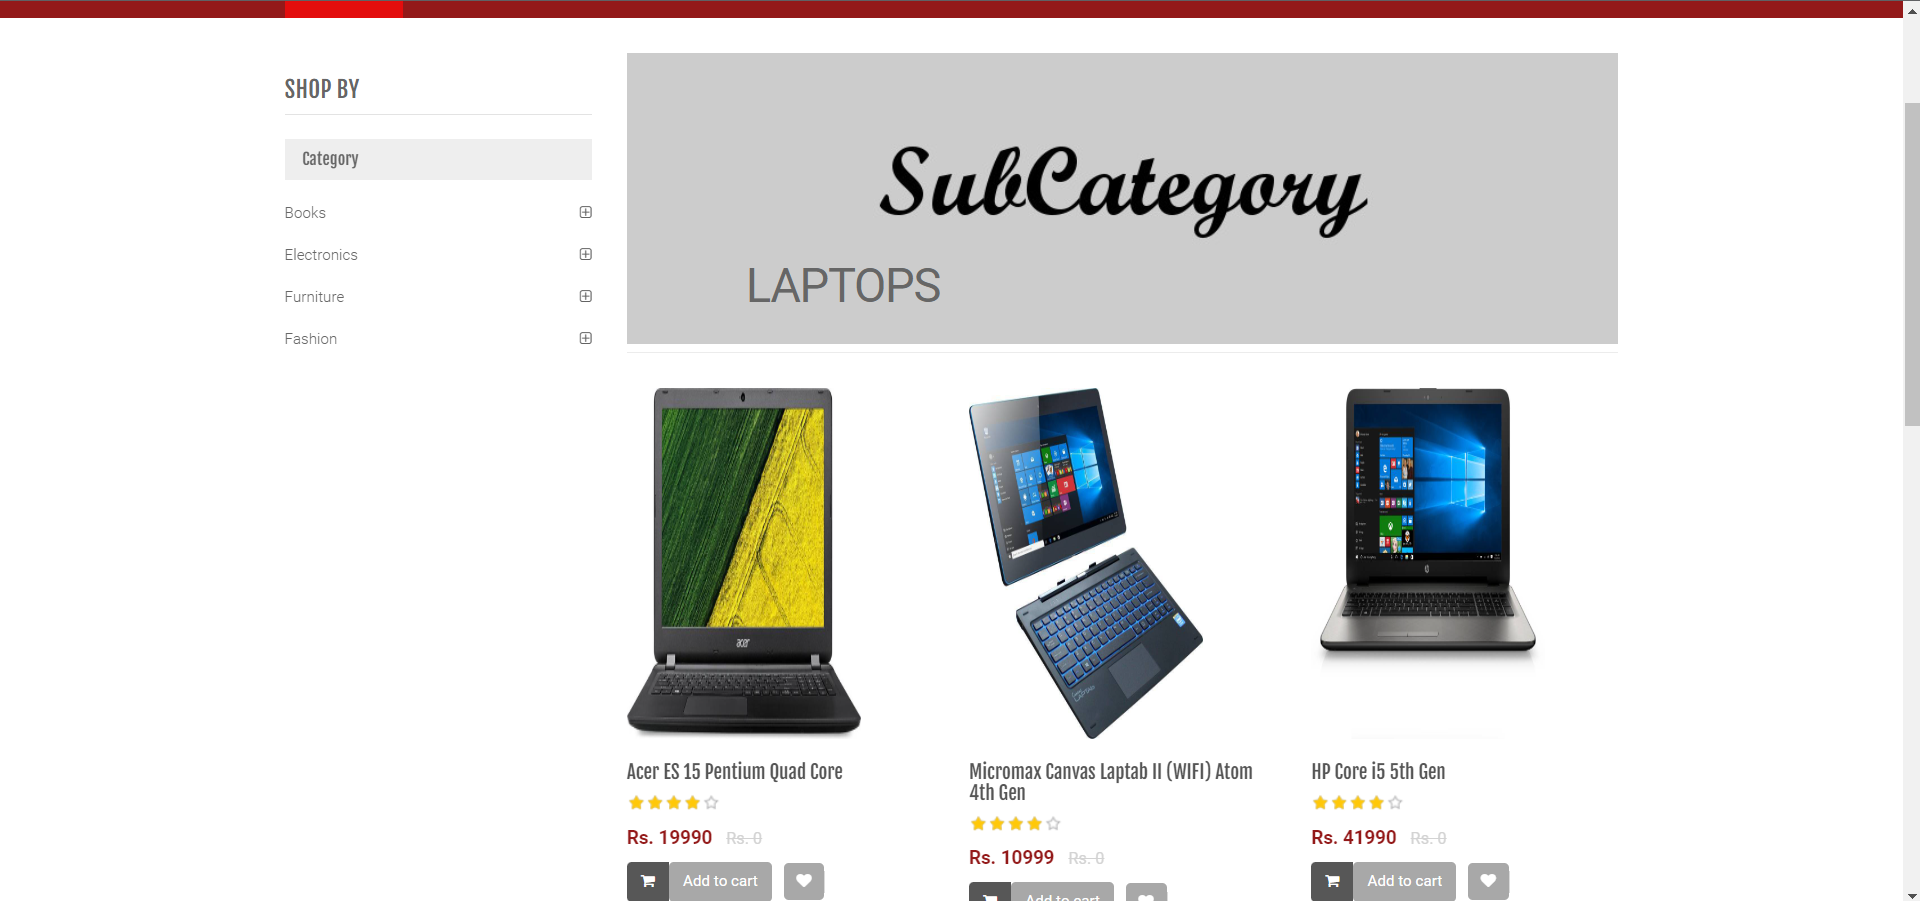 SHOP BY
Category
Books
Electronics
Furniture
Fashion
SubCategory
LAPTOPS
acer
Acer ES 15 Pentium Quad Core
Rs. 19990 Rs. 0
Add to cart
Micromax Canvas Laptab II (WIFI) Atom
4th Gen
Rs. 10999 Rs. 0
Add to cart
HP Core i5 5th Gen
Rs. 41990 Rs. 0
Add to cart